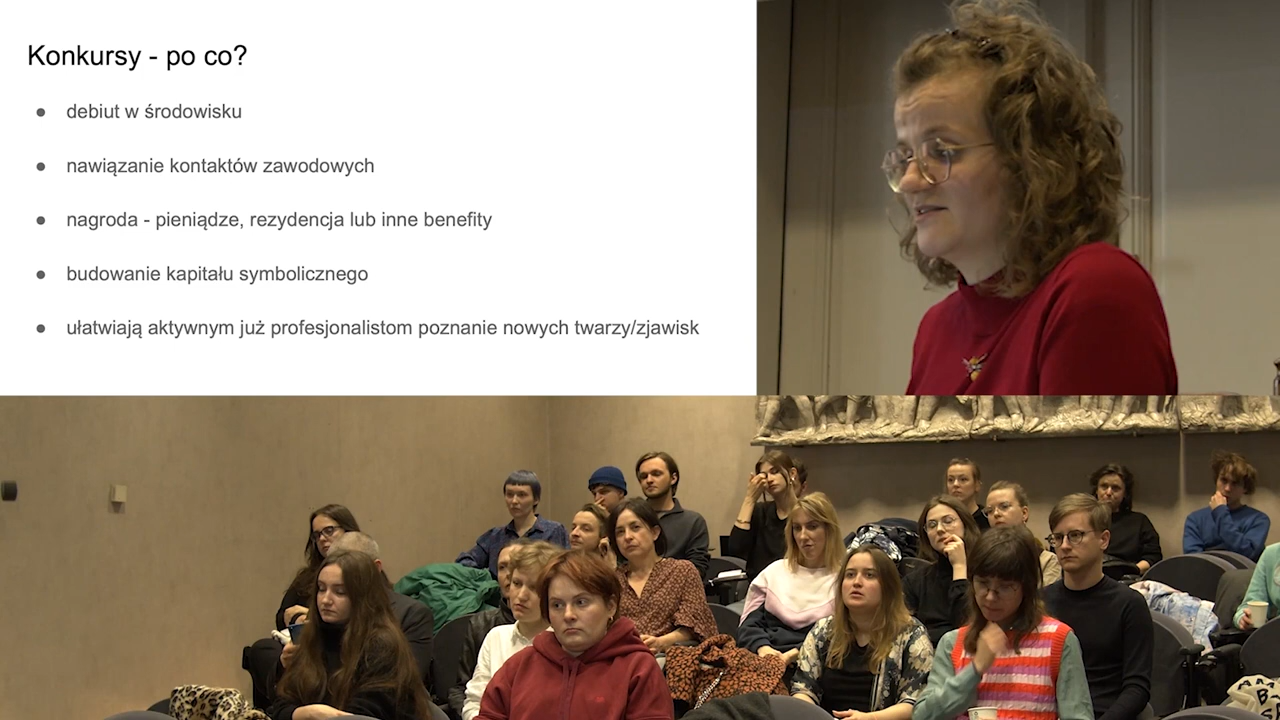 Konkursy - po co?
debiut w środowisku
nawiązanie kontaktów zawodowych
nagroda - pieniądze, rezydencja lub inne benefity
budowanie kapitału symbolicznego
ułatwiają aktywnym już profesjonalistom poznanie nowych twarzy/zjawisk